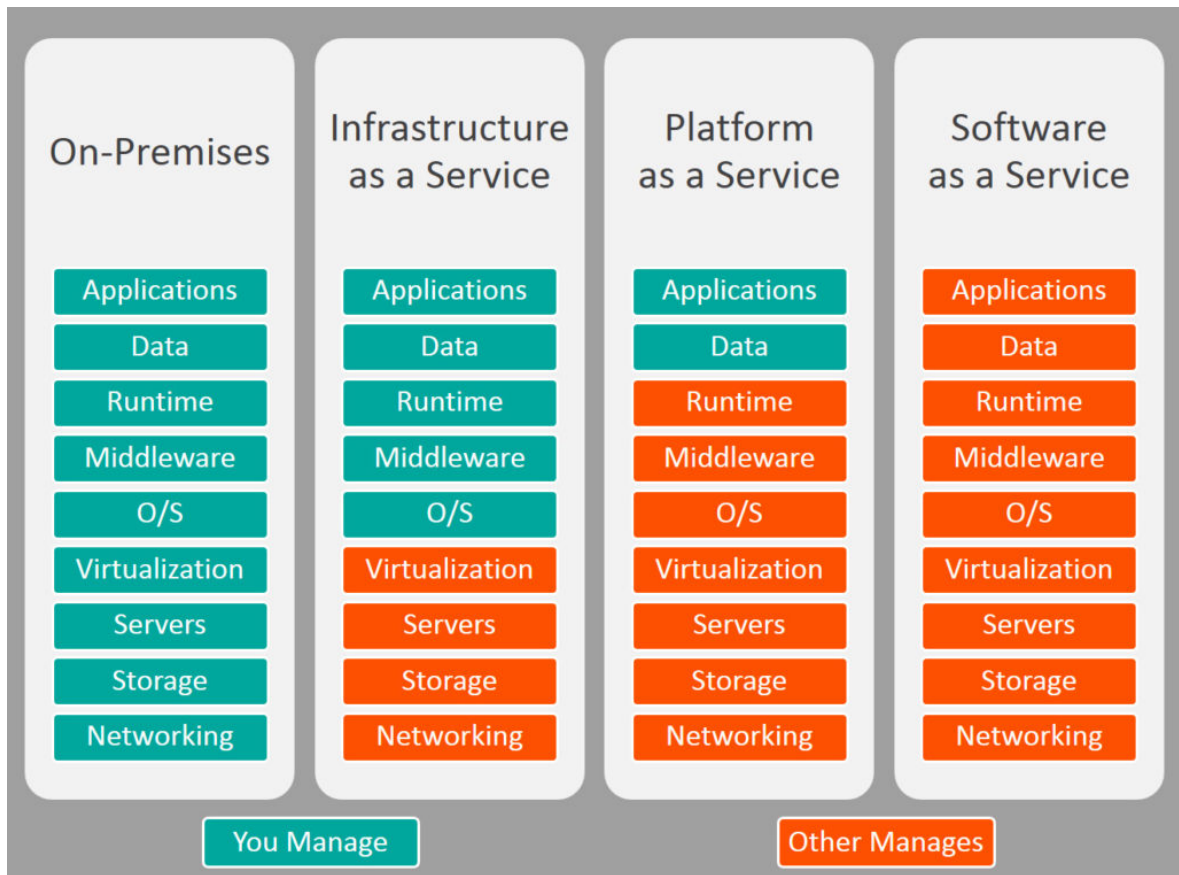 On-Premises
Applications
Data
Runtime
Middleware
O/S
Virtualization
Servers
Storage
Networking
Infrastructure
as a Service
Applications
Data
Runtime
Middleware
O/S
Virtualization
Servers
Storage
Networking
Platform
as a Service
Applications
Data
Runtime
Middleware
O/S
Virtualization
Servers
Storage
Networking
Software
as a Service
Applications
Data
Runtime
Middleware
O/S
Virtualization
Servers
Storage
Networking
You Manage
Other Manages